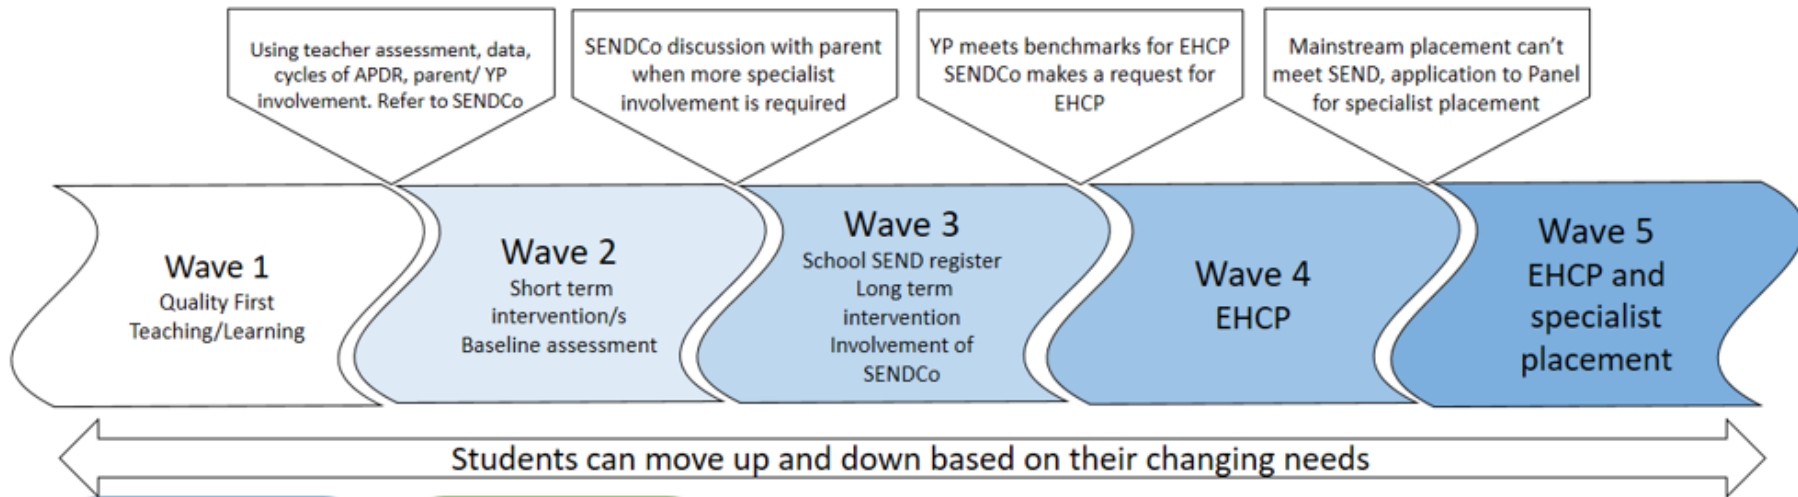 Using teacher assessment, data,
cycles of APDR, parent/ YP
involvement. Refer to SENDCo
SENDCo discussion with parent
when more specialist
involvement is required
YP meets benchmarks for EHCP
SENDCo makes a request for
EHCP
Mainstream placement can't
meet SEND, application to Panel
for specialist placement
Wave 1
Quality First
Teaching/Learning
Wave 2
Short term
intervention/s
Baseline assessment
Wave 3
School SEND register
Long term
intervention
Involvement of
SENDCo
Wave 4
EHCP
Wave 5
EHCP and
specialist
placement
Students can move up and down based on their changing needs